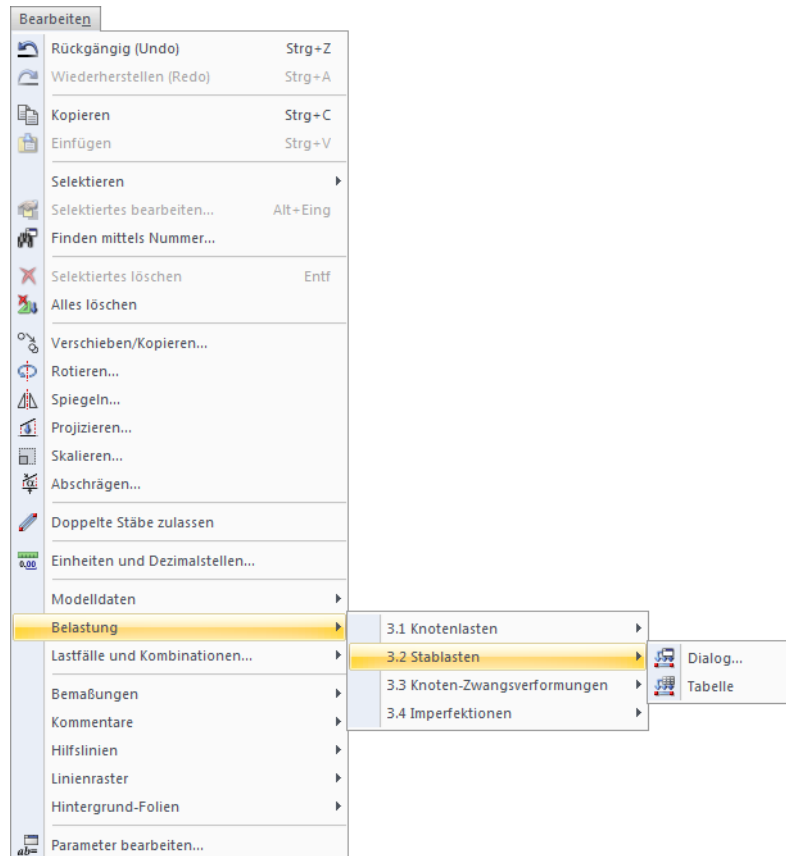 Bearbeiten
Rückgängig (Undo) Strg+Z
Wiederherstellen (Redo) Strg+A
Kopieren Strg+C
Einfügen Strg+V
Selektieren
Selektiertes bearbeiten... Alt+Eing
Finden mittels Nummer...
Selektiertes löschen Entf
Alles löschen
Verschieben/Kopieren...
Rotieren...
Spiegeln...
Projizieren...
Skalieren...
Abschrägen...
Doppelte Stäbe zulassen
0,00 Einheiten und Dezimalstellen...
Modelldaten
Belastung
Lastfälle und Kombinationen...
Bemaßungen
Kommentare
Hilfslinien
Linienraster
Hintergrund-Folien
ab= Parameter bearbeiten...
3.1 Knotenlasten
3.2 Stablasten
3.3 Knoten-Zwangsverformungen
3.4 Imperfektionen
Dialog...
Tabelle